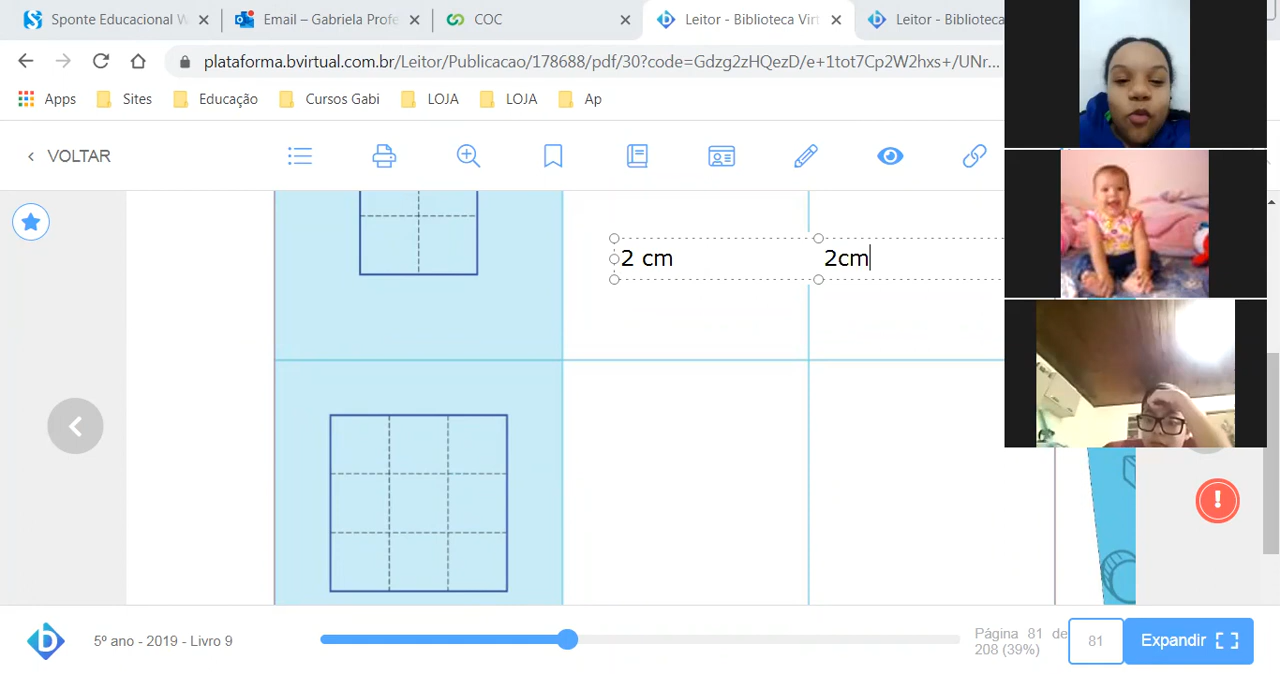 Sponte Educacional W
Email – Gabriela Profe
COC
Leitor - Biblioteca Virt
Leitor - Biblioteca
plataforma.bvirtual.com.br/Leitor/Publicacao/178688/pdf/30?code=Gdzg2zHQezD/e+1tot7Cp2W2hxs+/UNr...
Apps
Sites
Educação
Cursos Gabi
LOJA
LOJA
Ap
VOLTAR
2 cm
2cm
5º ano - 2019 - Livro 9
Página 81 de
208 (39%)
81
Expandir